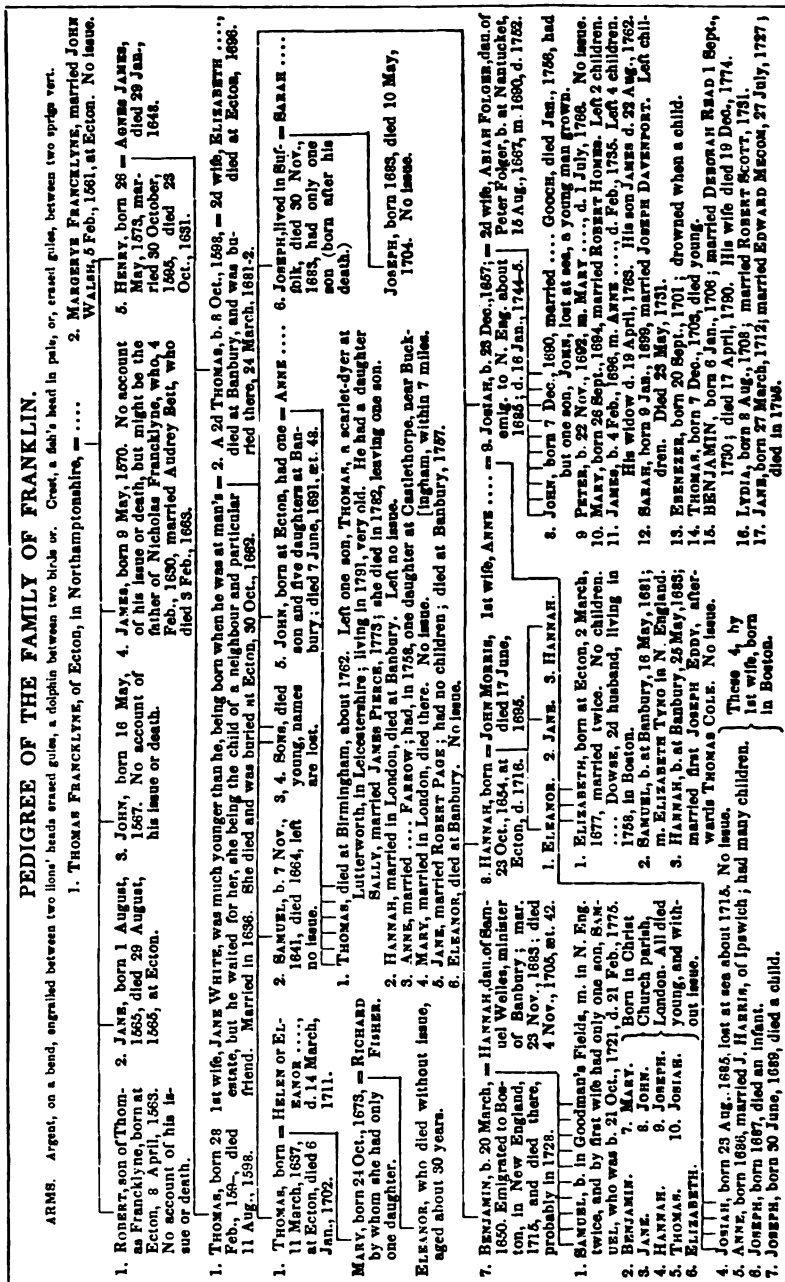 PEDIGREE OF THE FAMILY OF FRANKLIN.
ARMS. Argent, on a bend, engrailed between two lions' heads erased gules, a dolphin between two birds or. Crest, a fish's head in pale, or, erased gules, between two sprigs vert.
1. THOMAS FRANCKLYNE, of Ecton, in Northamptonshire, = ....
2. MARGERYE FRANCKLYNE, married JOHN
WALSH, 5 Feb., 1561, at Ecton. No issue.
1. ROBERT, son of Thom-
as Francklyne, born at
Ecton, 8 April, 1563.
No account of his is-
sue or death.
2. JANE, born 1 August,
1565, died 29 August,
1565, at Ecton.
3. JOHN, born 16 May,
1567. No account of
his issue or death.
4. JAMES, born 9 May, 1570. No account
of his issue or death, but might be the
father of Nicholas Francklyne, who, 4
Feb., 1630, married Audrey Bett, who
died 3 Feb., 1663.
5. HENRY, born 26
May, 1573, mar-
ried 30 October,
1595, died 23
Oct., 1631.
= AGNES JAMES,
died 29 Jan.,
1648.
1. THOMAS, born 28
Feb., 159-, died
11 Aug., 1598.
1st wife, JANE WHITE, was much younger than he, being born when he was at man's
estate, but he waited for her, she being the child of a neighbour and particular
friend. Married in 1636. She died and was buried at Ecton, 30 Oct., 1662.
= 2. A 2d THOMAS, b. 8 Oct., 1598,
died at Banbury, and was bu-
ried there, 24 March, 1681-2.
= 2d wife, ELIZABETH ....,
died at Ecton, 1696.
1. THOMAS, born
11 March, 1637,
at Ecton, died 6
Jan., 1702.
= HELEN or EL-
EANOR ....,
d. 14 March,
1711.
2. SAMUEL, b. 7 Nov.,
1641, died 1664, left
no issue.
3, 4. SONS, died
young, names
are lost.
5. JOHN, born at Ecton, had one
son and five daughters at Ban-
bury; died 7 June, 1691, æt. 48.
= ANNE ....
6. JOSEPH, lived in Suf-
folk, died 30 Nov.,
1683, had only one
son (born after his
death.)
= SARAH ....
MARY, born 24 Oct., 1673, = RICHARD
by whom she had only FISHER.
one daughter.
ELEANOR, who died without issue,
aged about 30 years.
1. THOMAS, died at Birmingham, about 1762. Left one son, THOMAS, a scarlet-dyer at
Lutterworth, in Leicestershire; living in 1791, very old. He had a daughter
SALLY, married JAMES PIERCE, 1773; she died in 1782, leaving one son.
2. HANNAH, married in London, died at Banbury. Left no issue.
3. ANNE, married .... FARROW; had, in 1758, one daughter at Castlethorpe, near Buck-
[ingham, within 7 miles.
4. MARY, married in London, died there. No issue.
5. JANE, married ROBERT PAGE; had no children; died at Banbury, 1757.
6. ELEANOR, died at Banbury. No issue.
JOSEPH, born 1683, died 10 May,
1704. No issue.
7. BENJAMIN, b. 20 March,
1650. Emigrated to Bos-
ton, in New England,
1715, and died there,
probably in 1728.
= HANNAH, dau. of Sam-
uel Welles, minister
of Banbury; mar.
23 Nov., 1683; died
4 Nov., 1705, æt. 42.
8. HANNAH, born
23 Oct., 1654, at
Ecton, d. 1716.
= JOHN MORRIS,
died 17 June,
1695.
1st wife, ANNE .... = 9. JOSIAH, b. 23 Dec., 1657;
emig. to N. Eng. about
1685; d. 16 Jan., 1744-5.
= 2d wife, ABIAH FOLGER, dau. of
Peter Folger, b. at Nantucket,
15 Aug., 1667, m. 1690, d. 1752.
1. ELEANOR. 2. JANE. 3. HANNAH.
1. SAMUEL, b. in Goodman's Fields, m. in N. Eng.
twice, and by first wife had only one son, SAM-
UEL, who was b. 21 Oct., 1721, d. 21 Feb., 1775.
2. BENJAMIN.
3. JANE.
4. HANNAH.
5. THOMAS.
6. ELIZABETH.
7. MARY.
8. JOHN.
9. JOSEPH.
10. JOSIAH.
Born in Christ
Church parish,
London. All died
young, and with-
out issue.
1. ELIZABETH, born at Ecton, 2 March,
1677, married twice. No children.
.... DOWSE, 2d husband, living in
1758, in Boston.
2. SAMUEL, b. at Banbury, 16 May, 1681;
m. ELIZABETH TYNG in N. England.
3. HANNAH, b. at Banbury, 25 May, 1683;
married first JOSEPH EDDY, after-
wards THOMAS COLE. No issue.
4. JOSIAH, born 23 Aug., 1685, lost at sea about 1715. No issue.
5. ANNE, born 1686, married J. HARRIS, of Ipswich; had many children.
6. JOSEPH, born 1687, died an infant.
7. JOSEPH, born 30 June, 1689, died a child.
These 4, by
1st wife, born
in Boston.
8. JOHN, born 7 Dec., 1690, married .... GOOCH, died Jan., 1756, had
but one son, JOHN, lost at sea, a young man grown.
9. PETER, b. 22 Nov., 1692, m. MARY ...., d. 1 July, 1766. No issue.
10. MARY, born 26 Sept., 1694, married ROBERT HOMES. Left 2 children.
11. JAMES, b. 4 Feb., 1696, m. ANNE ...., d. Feb., 1735. Left 4 children.
His widow d. 19 April, 1763. His son JAMES d. 22 Aug., 1762.
12. SARAH, born 9 Jan., 1699, married JOSEPH DAVENPORT. Left chil-
dren. Died 23 May, 1731.
13. EBENEZER, born 20 Sept., 1701; drowned when a child.
14. THOMAS, born 7 Dec., 1703, died young.
15. BENJAMIN, born 6 Jan., 1706; married DEBORAH READ 1 Sept.,
1730; died 17 April, 1790. His wife died 19 Dec., 1774.
16. LYDIA, born 8 Aug., 1708; married ROBERT SCOTT, 1731.
17. JANE, born 27 March, 1712; married EDWARD MECOM, 27 July, 1727;
died in 1795.